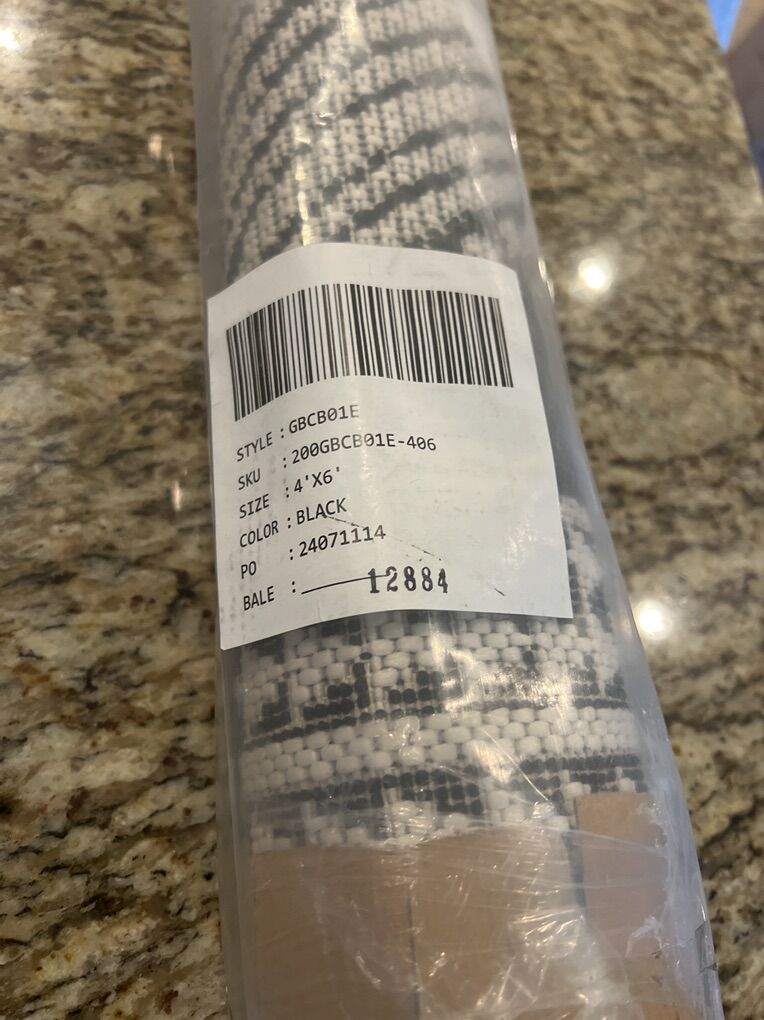 STYLE : GBCB01E
SKU : 200GBCB01E-406
SIZE : 4'X6'
COLOR : BLACK
PO : 24071114
BALE : 12884